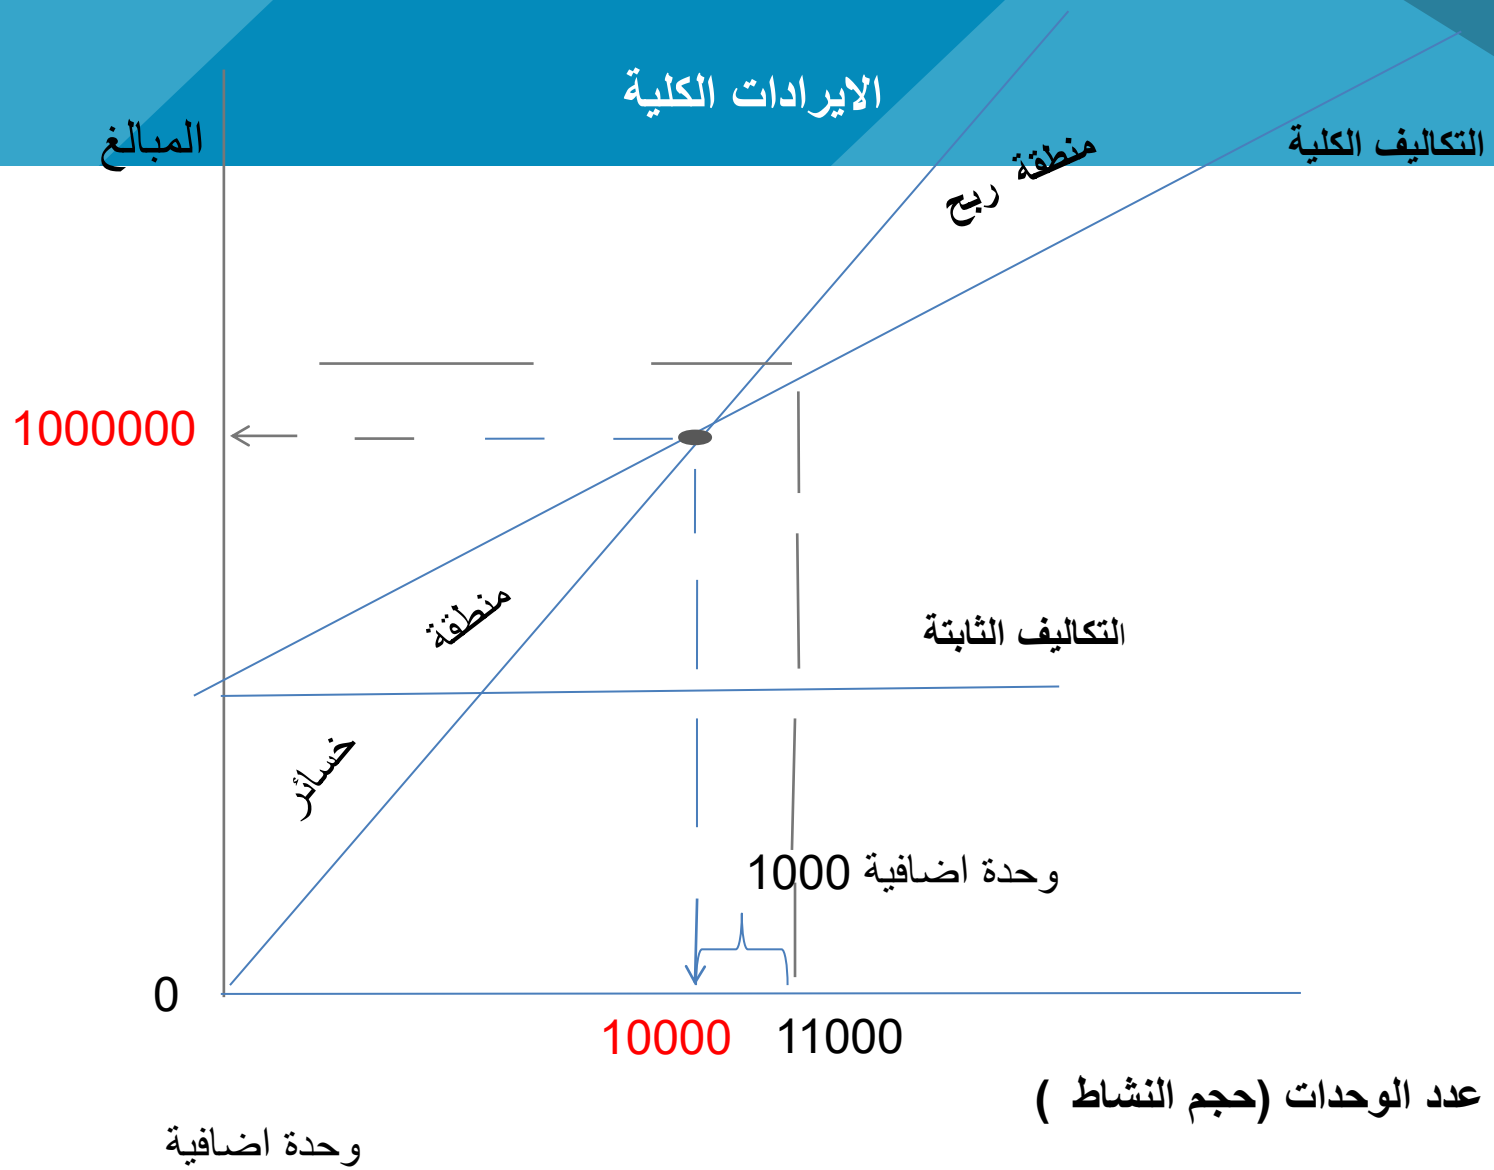 الايرادات الكلية
المبالغ
التكاليف الكلية
منطقة ربح
1000000
منطقة
خسائر
التكاليف الثابتة
1000 وحدة اضافية
0
10000
11000
عدد الوحدات (حجم النشاط )
وحدة اضافية